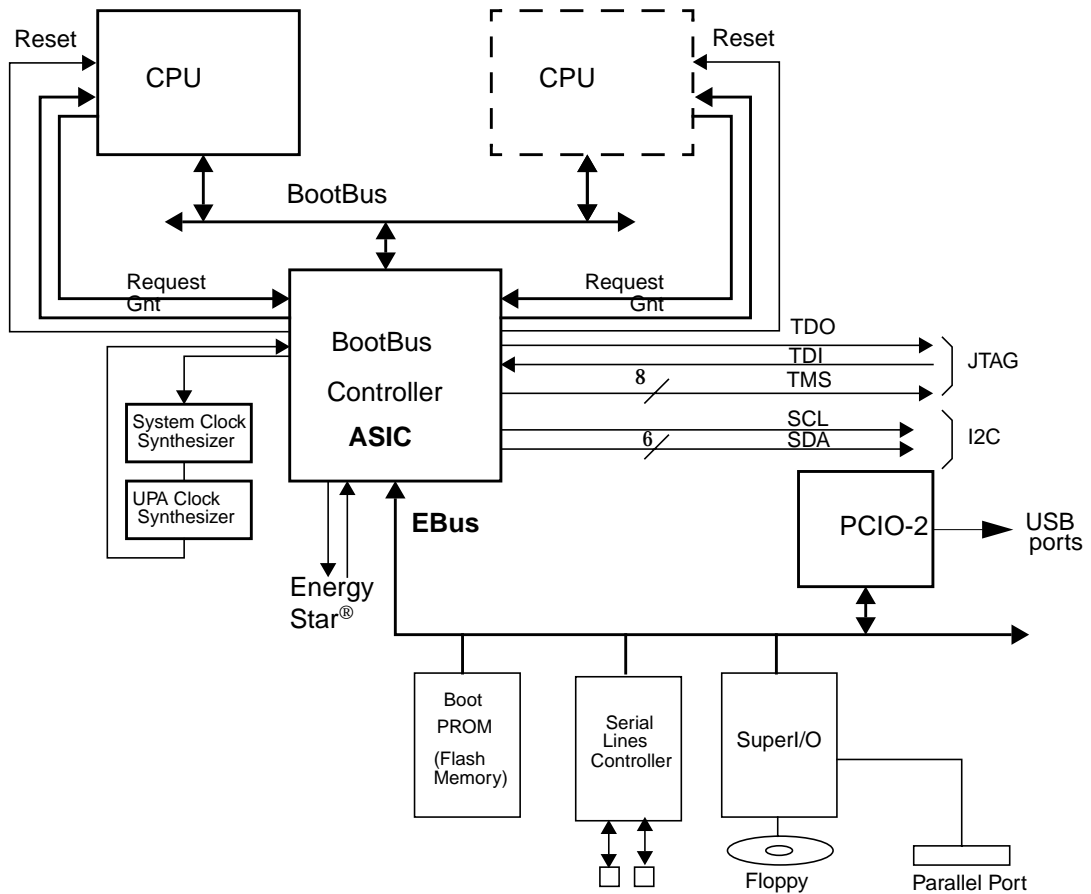 Reset
Reset
CPU
CPU
BootBus
Request
Gnt
Request
Gnt
BootBus
Controller
ASIC
TDO
TDI
8
TMS
JTAG
SCL
6
SDA
I2C
System Clock
Synthesizer
UPA Clock
Synthesizer
EBus
PCIO-2
USB
ports
Energy
Star®
Boot
PROM
(Flash
Memory)
Serial
Lines
Controller
SuperI/O
Floppy
Parallel Port